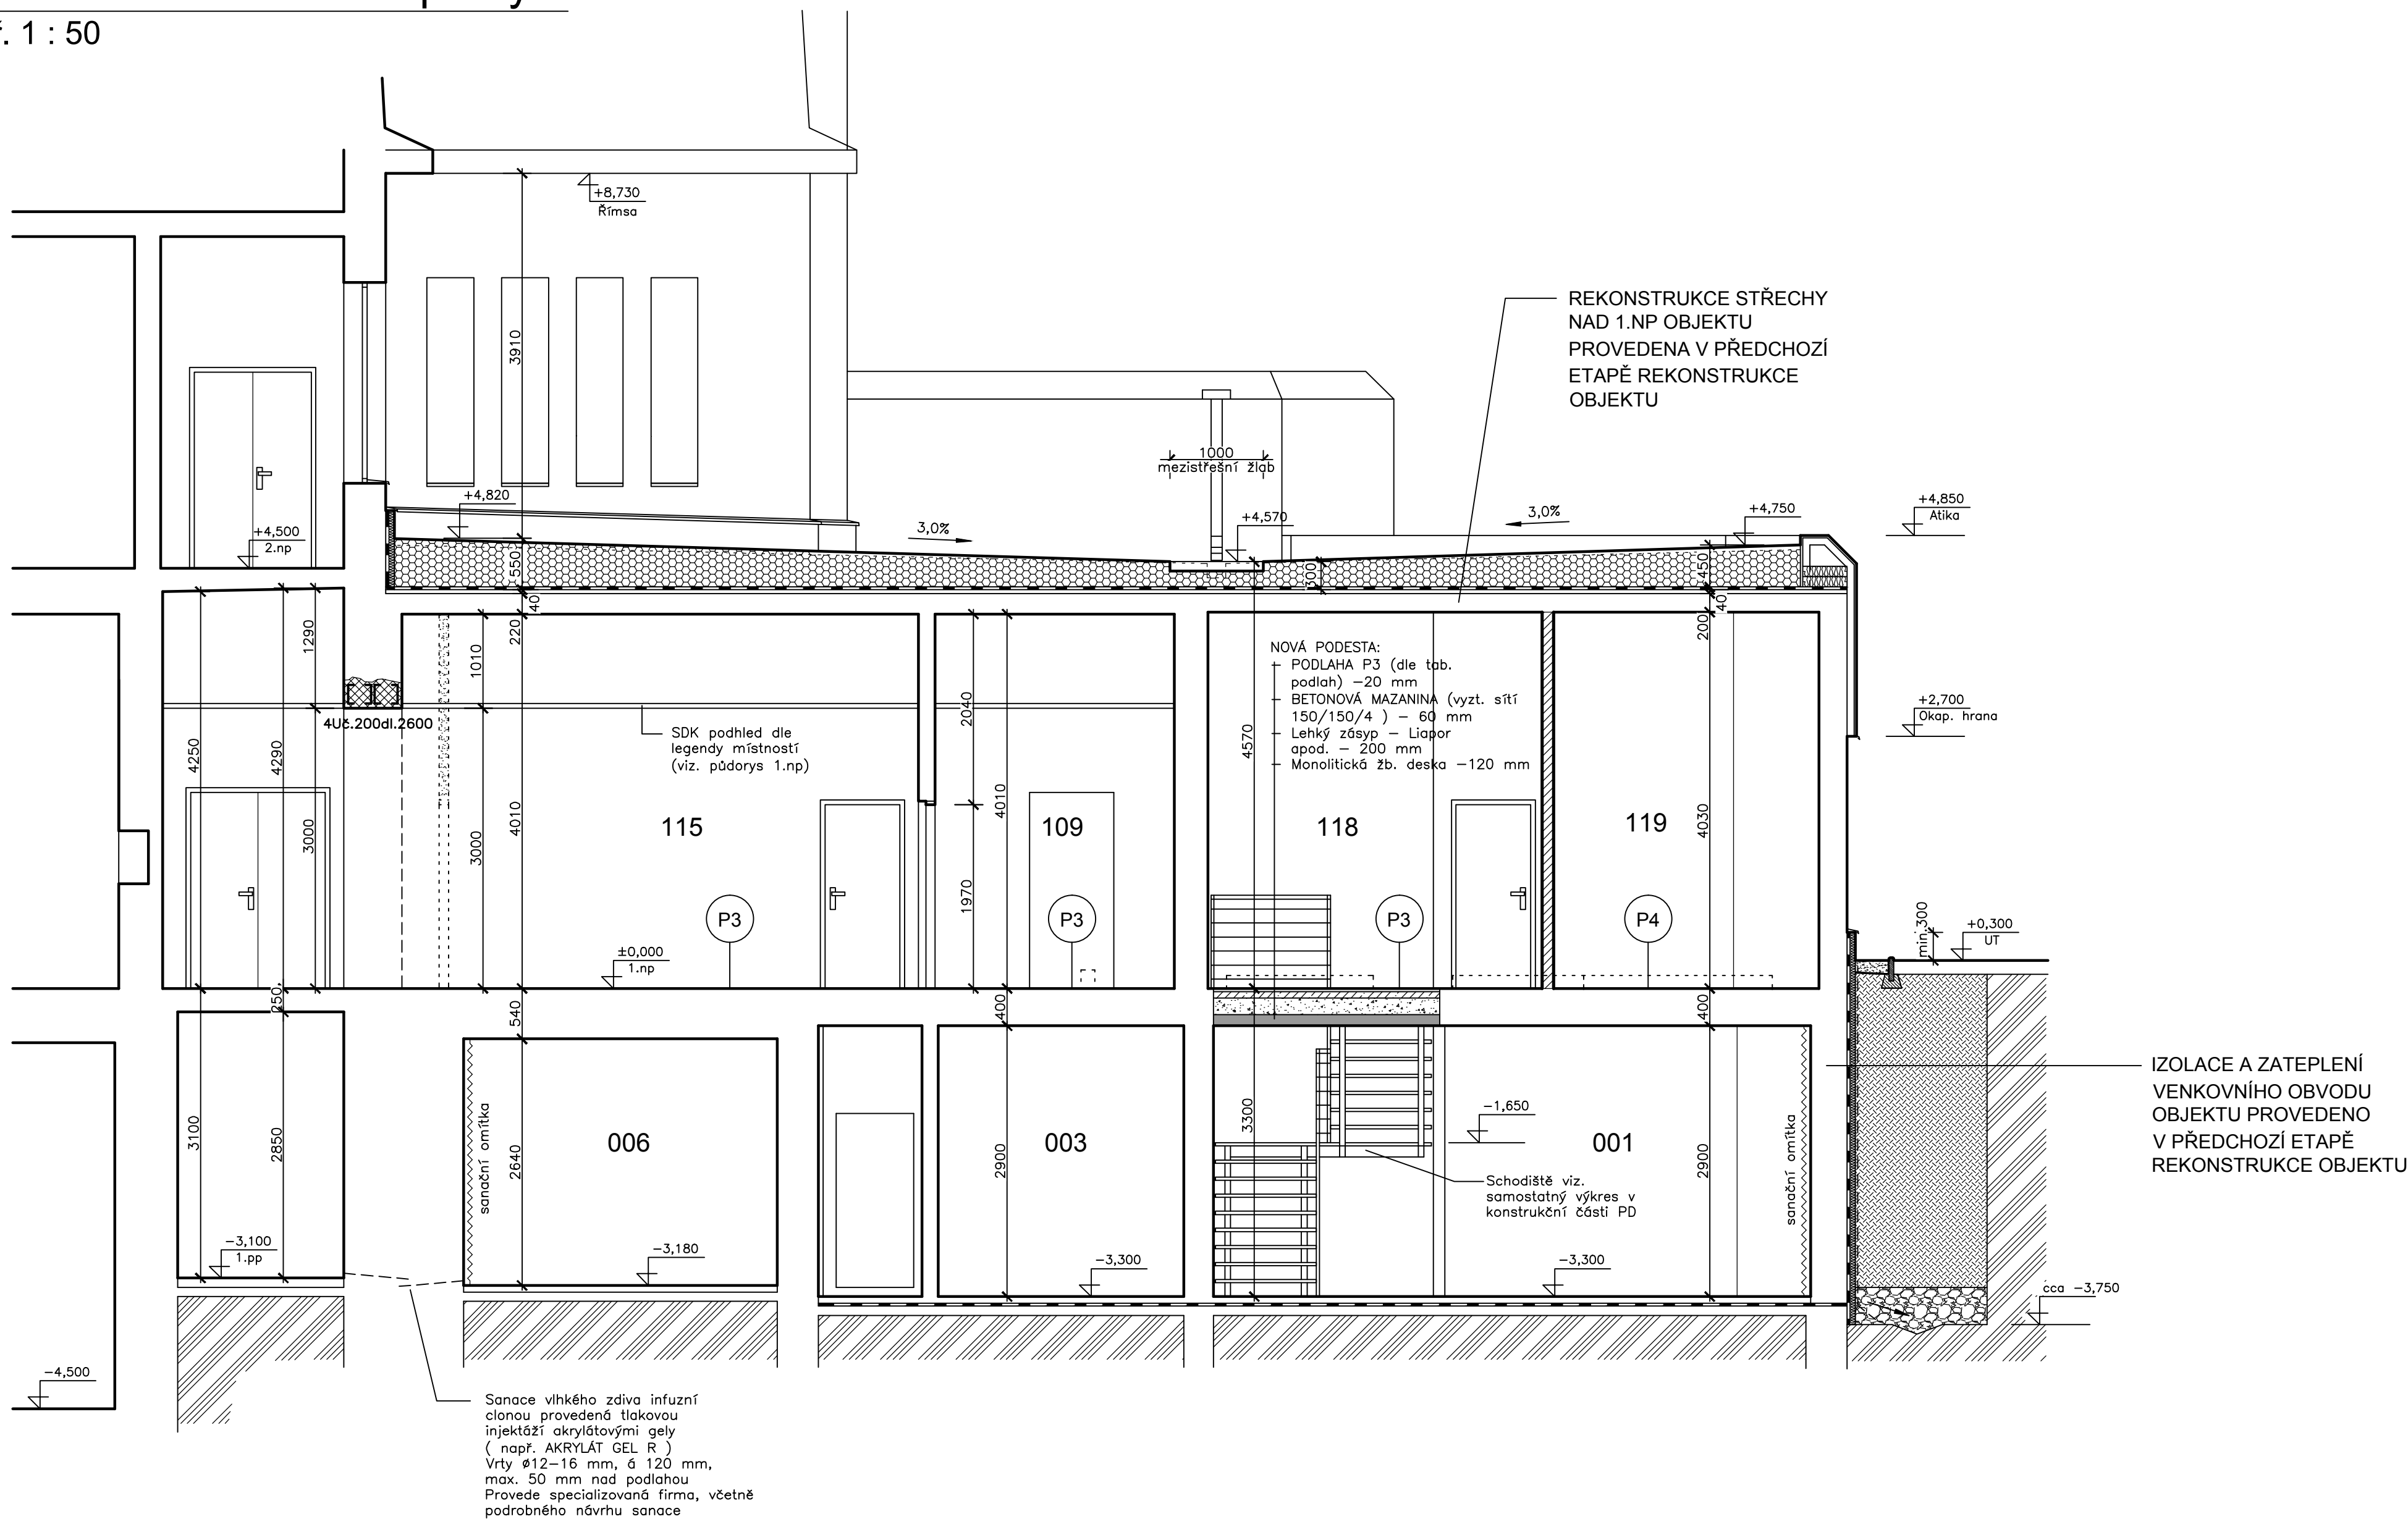 1 : 50
+8,730
Římsa
3910
REKONSTRUKCE STŘECHY
NAD 1.NP OBJEKTU
PROVEDENA V PŘEDCHOZÍ
ETAPĚ REKONSTRUKCE
OBJEKTU
1000
mezistřešní žlab
+4,820
+4,500
2.np
3,0%
+4,570
3,0%
+4,750
+4,850
Atika
550
40
300
450
40
220
200
1290
1010
4Uč.200dl.2600
4250
4290
3000
3000
4010
SDK podhled dle
legendy místností
(viz. půdorys 1.np)
2040
4010
1970
4570
NOVÁ PODESTA:
PODLAHA P3 (dle tab.
podlah) –20 mm
BETONOVÁ MAZANINA (vyzt. sítí
150/150/4 ) – 60 mm
Lehký zásyp – Liapor
apod. – 200 mm
Monolitická žb. deska –120 mm
+2,700
Okap. hrana
4030
115
109
118
119
P3
P3
P3
P4
±0,000
1.np
min.300
+0,300
UT
250
540
400
400
3100
2850
sanační omítka
2640
006
2900
003
3300
–1,650
001
2900
sanační omítka
Schodiště viz.
samostatný výkres v
konstrukční části PD
IZOLACE A ZATEPLENÍ
VENKOVNÍHO OBVODU
OBJEKTU PROVEDENO
V PŘEDCHOZÍ ETAPĚ
REKONSTRUKCE OBJEKTU
–3,100
1.pp
–3,180
–3,300
–3,300
cca –3,750
–4,500
Sanace vlhkého zdiva infuzní
clonou provedená tlakovou
injektáží akrylátovými gely
( např. AKRYLÁT GEL R )
Vrty ø12–16 mm, á 120 mm,
max. 50 mm nad podlahou
Provede specializovaná firma, včetně
podrobného návrhu sanace